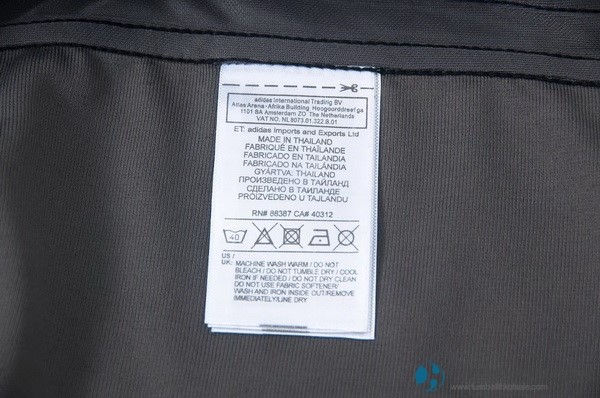 adidas International Trading BV
Atlas Arena - Afrika Building Hoogoorddreef 9a
1101 BA Amsterdam ZO The Netherlands
VAT NO. NL8073.01.322.B.01
ET: adidas Imports and Exports Ltd
MADE IN THAILAND
FABRIQUÉ EN THAÏLANDE
FABRICADO EN TAILANDIA
FABRICADO NA TAILÂNDIA
GYÁRTVA: THAILAND
ПРОИЗВЕДЕНО В ТАЙЛАНД
СДЕЛАНО В ТАИЛАНДЕ
PROIZVEDENO U TAJLANDU
RN# 88387 CA# 40312
40
US /
UK: MACHINE WASH WARM / DO NOT
BLEACH / DO NOT TUMBLE DRY / COOL
IRON IF NEEDED / DO NOT DRY CLEAN
DO NOT USE FABRIC SOFTENER/
WASH AND IRON INSIDE OUT/REMOVE
IMMEDIATELY/LINE DRY